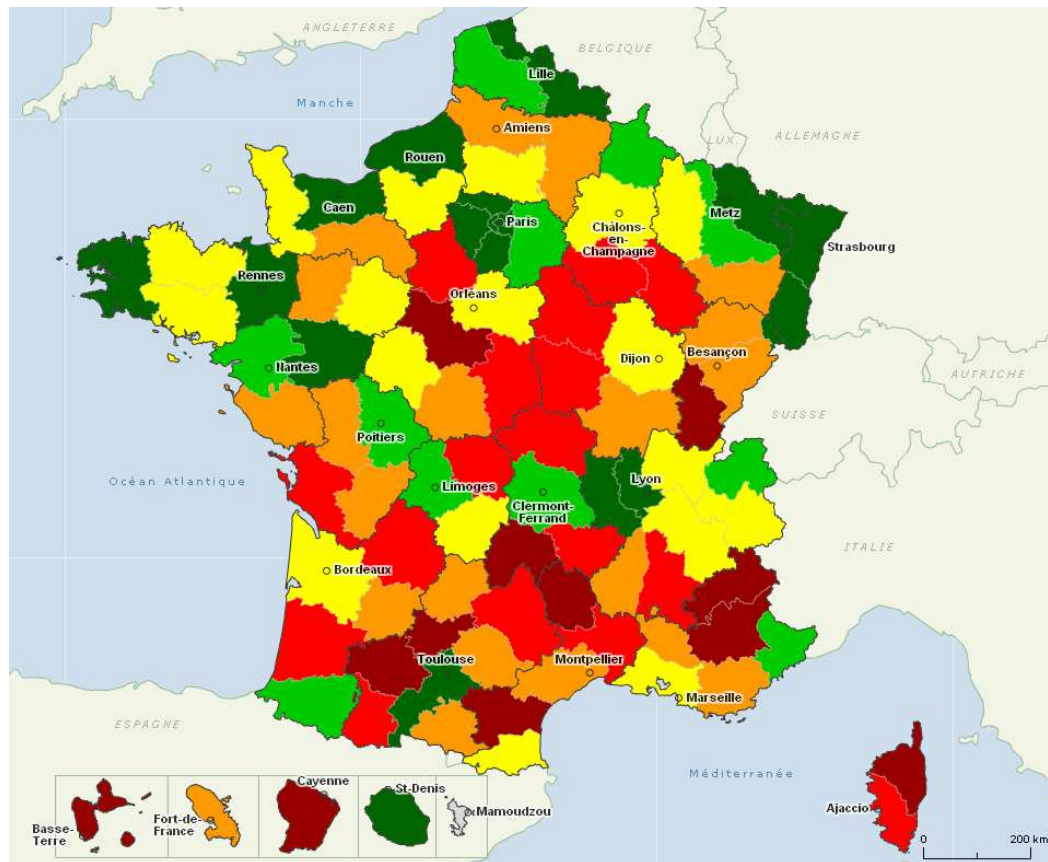 ANGLETERRE
BELGIQUE
Lille
Manche
Amiens
LUX.
ALLEMAGNE
Rouen
Caen
Paris
Metz
Châlons-
en-
Champagne
Strasbourg
Rennes
Orléans
Dijon
Besançon
Nantes
AUTRICHE
SUISSE
Poitiers
Océan Atlantique
Limoges
Lyon
Clermont-
Ferrand
ITALIE
Bordeaux
Toulouse
Montpellier
Marseille
ESPAGNE
Méditerranée
Cayenne
St-Denis
Mamoudzou
Basse-
Terre
Fort-de-
France
Ajaccio
0 200 km